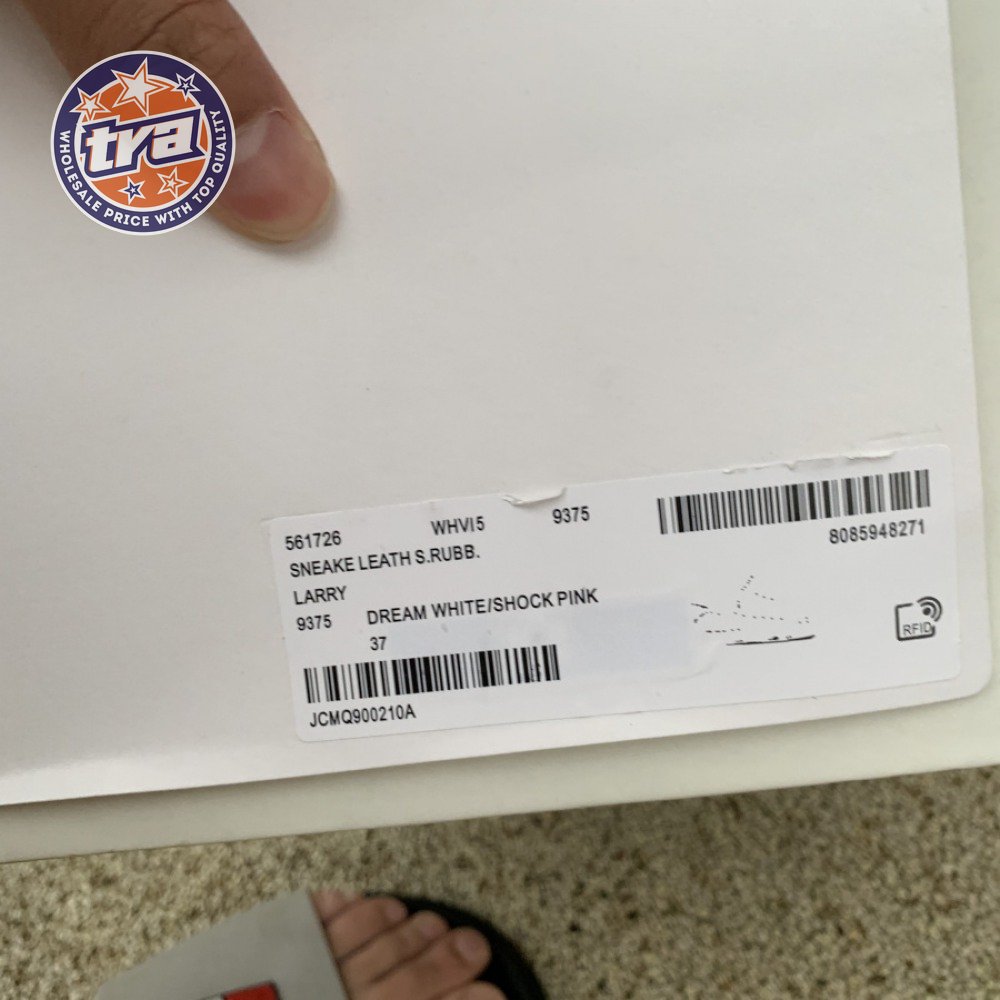 tra
WHOLESALE PRICE WITH TOP QUALITY
561726 WHVI5 9375
8085948271
SNEAKE LEATH S.RUBB.
LARRY
9375 DREAM WHITE/SHOCK PINK
37
RFID
JCMQ900210A